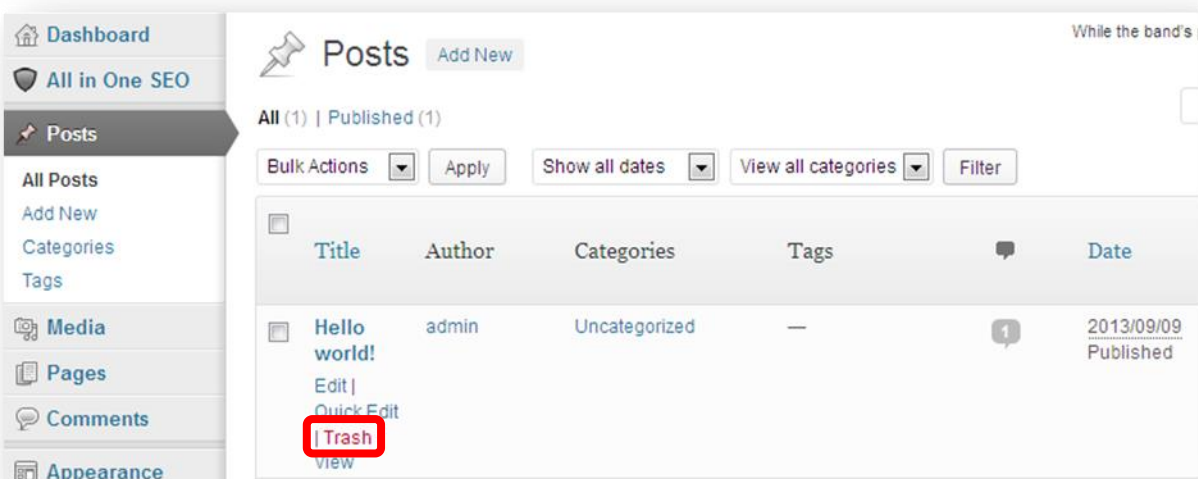 Dashboard
All in One SEO
Posts
All Posts
Add New
Categories
Tags
Media
Pages
Comments
Appearance
While the band's
Posts Add New
All (1) | Published (1)
Bulk Actions Apply Show all dates View all categories Filter
Title Author Categories Tags Date
Hello admin Uncategorized — 1 2013/09/09
world! Published
Edit |
Quick Edit
| Trash
View